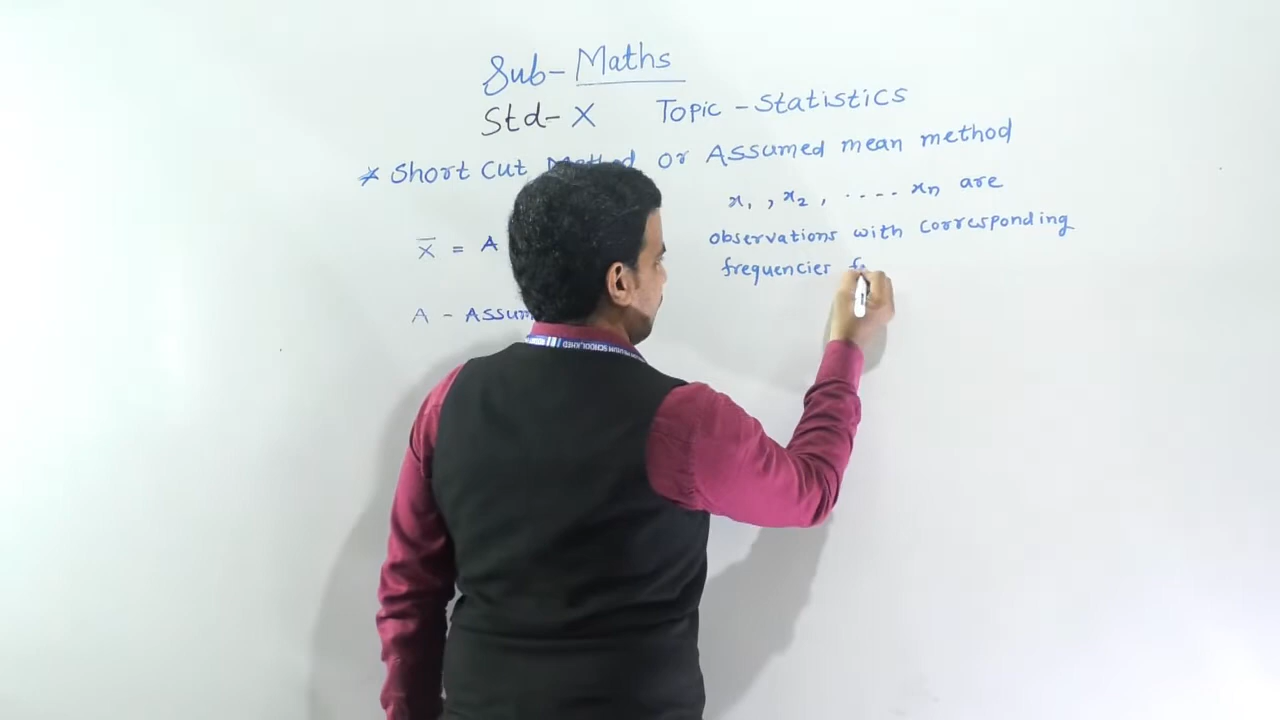 Sub- Maths
Std- X Topic - Statistics
* Short Cut Method or Assumed mean method
x̄ = A
A -
x₁ , x₂ , ..... xₙ are
observations with corresponding
frequencies f